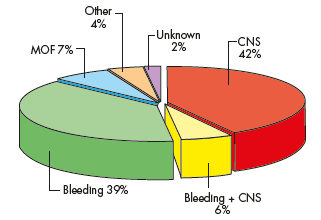 Other
4%
Unknown
2%
MOF 7%
CNS
42%
Bleeding 39%
Bleeding + CNS
6%